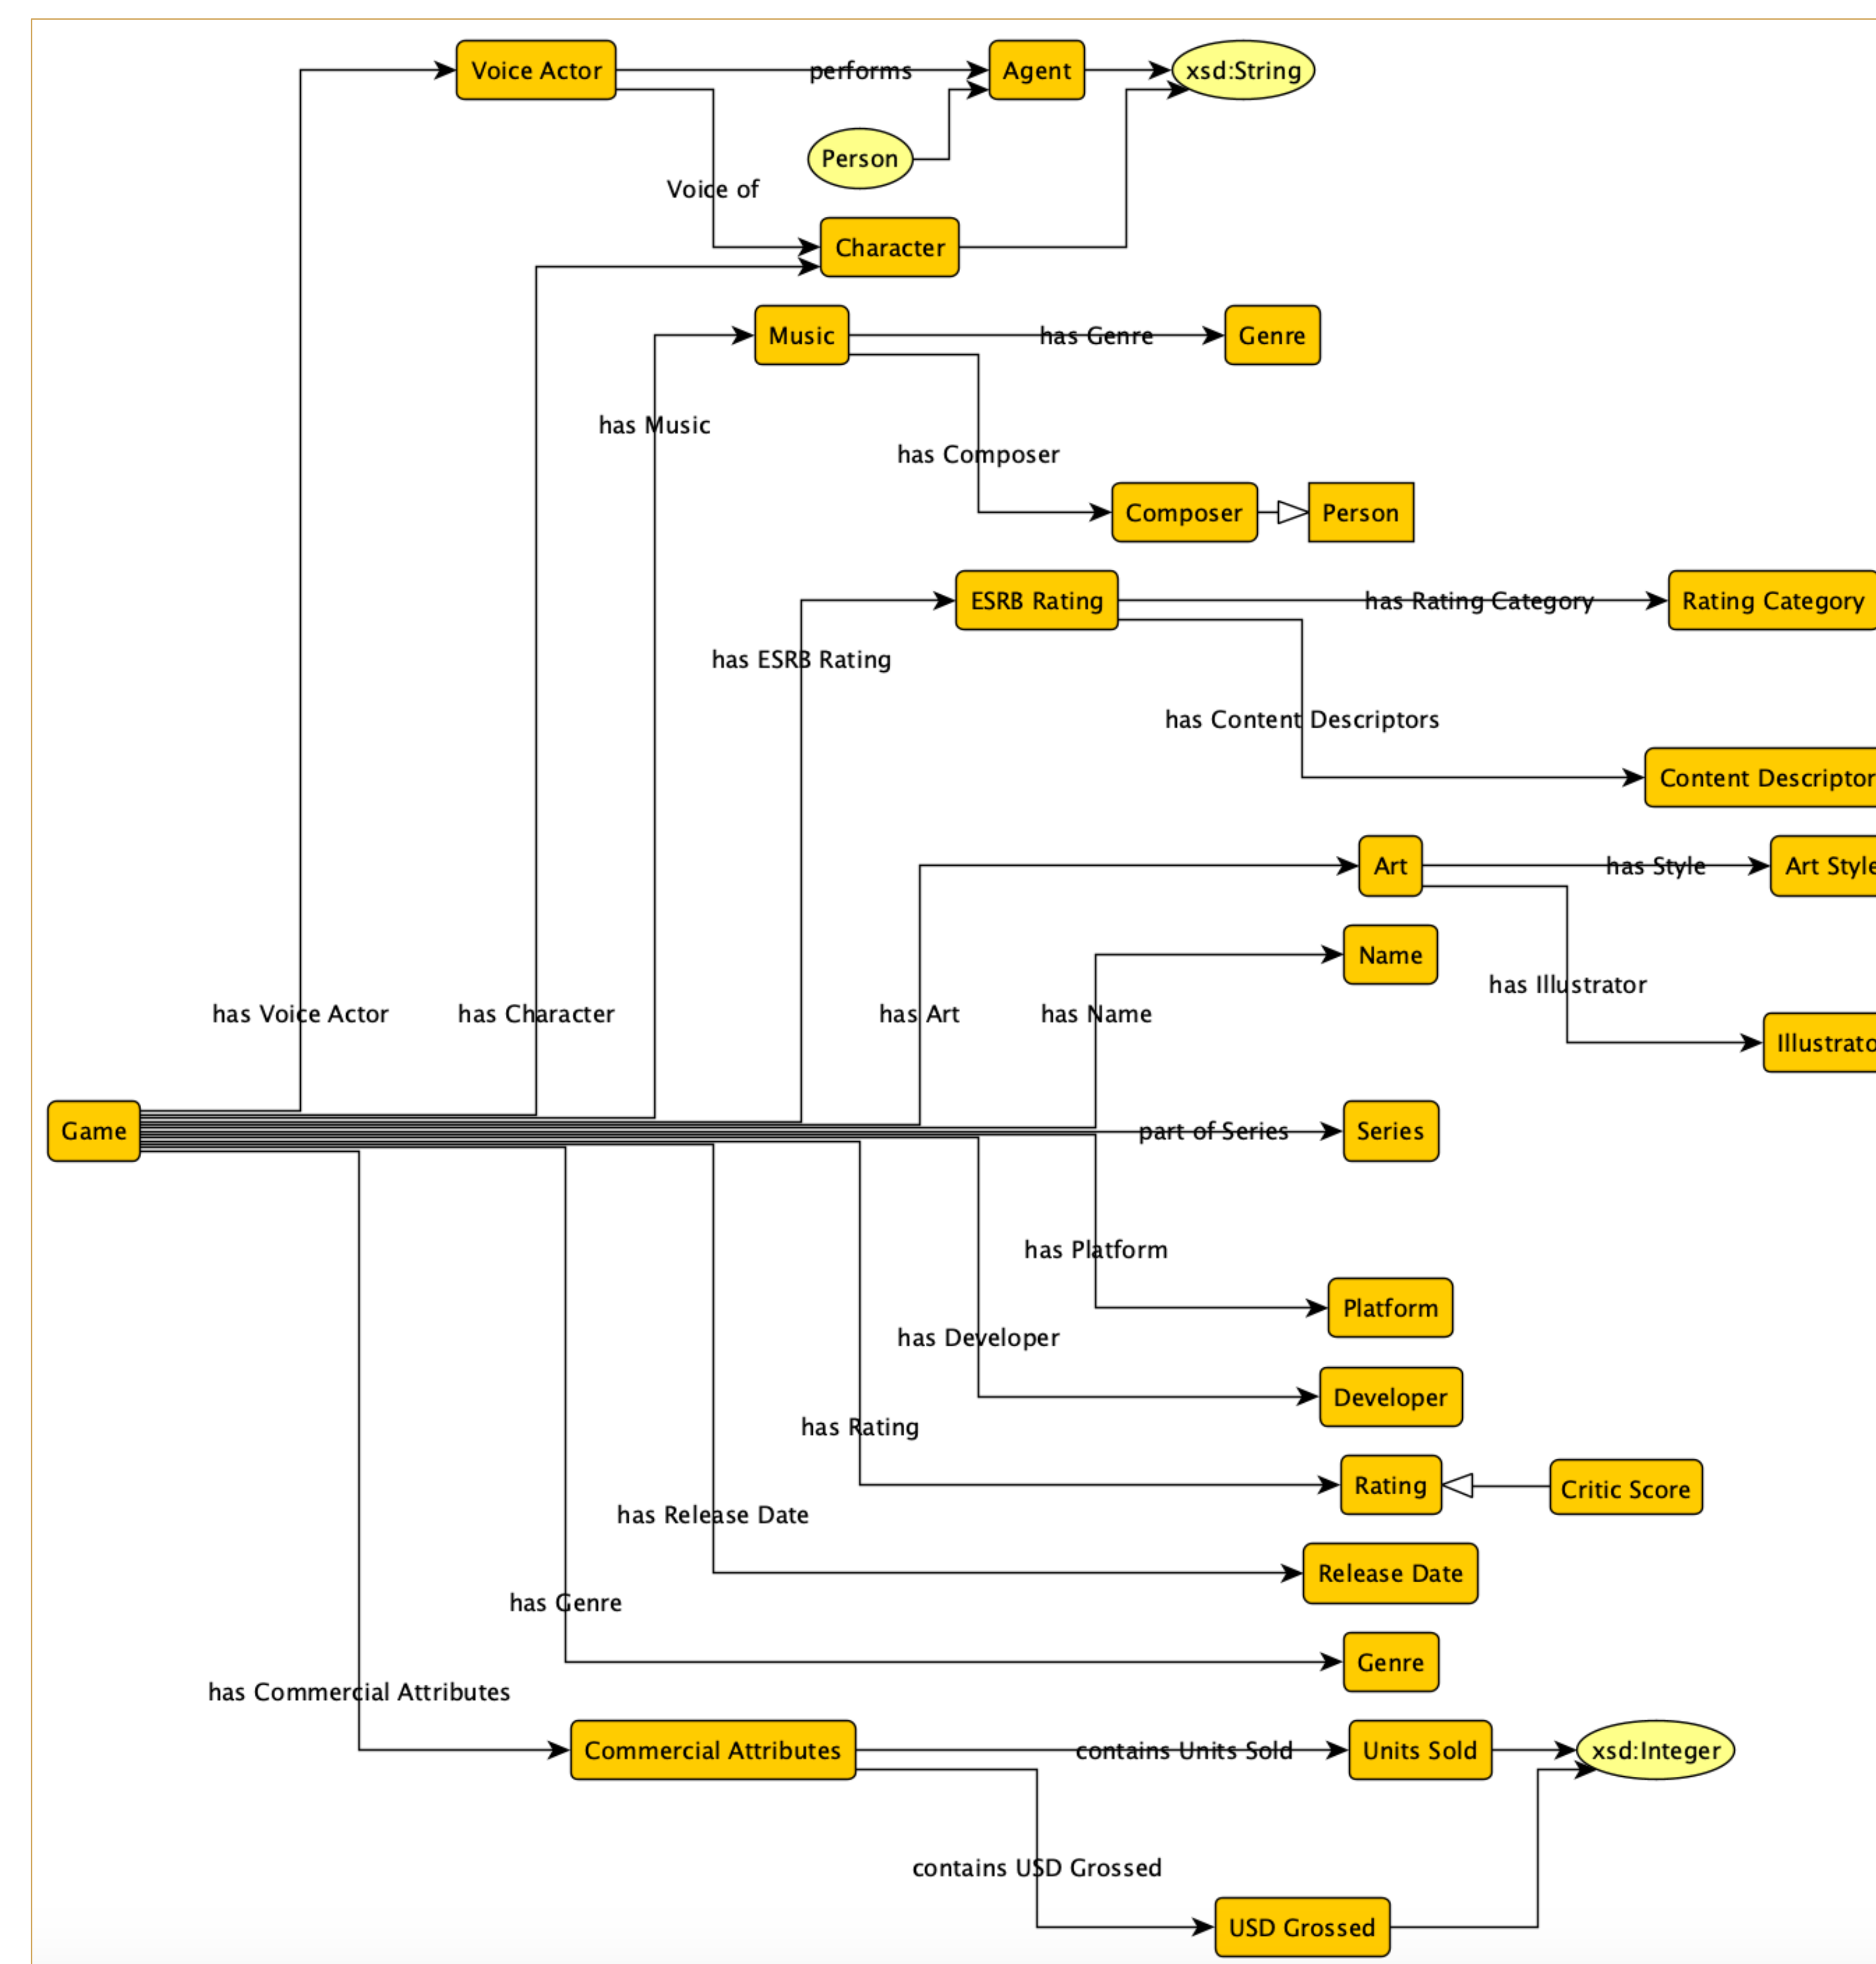 Voice Actor
performs
Agent
xsd:String
Person
Voice of
Character
Music
has Genre
Genre
has Music
has Composer
Composer
Person
ESRB Rating
has Rating Category
Rating Category
has ESRB Rating
has Content Descriptors
Content Descriptor
Art
has Style
Art Style
Name
has Illustrator
has Voice Actor
has Character
has Art
has Name
Illustrato
Game
part of Series
Series
has Platform
Platform
has Developer
Developer
has Rating
Rating
Critic Score
has Release Date
Release Date
has Genre
Genre
has Commercial Attributes
Commercial Attributes
contains Units Sold
Units Sold
xsd:Integer
contains USD Grossed
USD Grossed